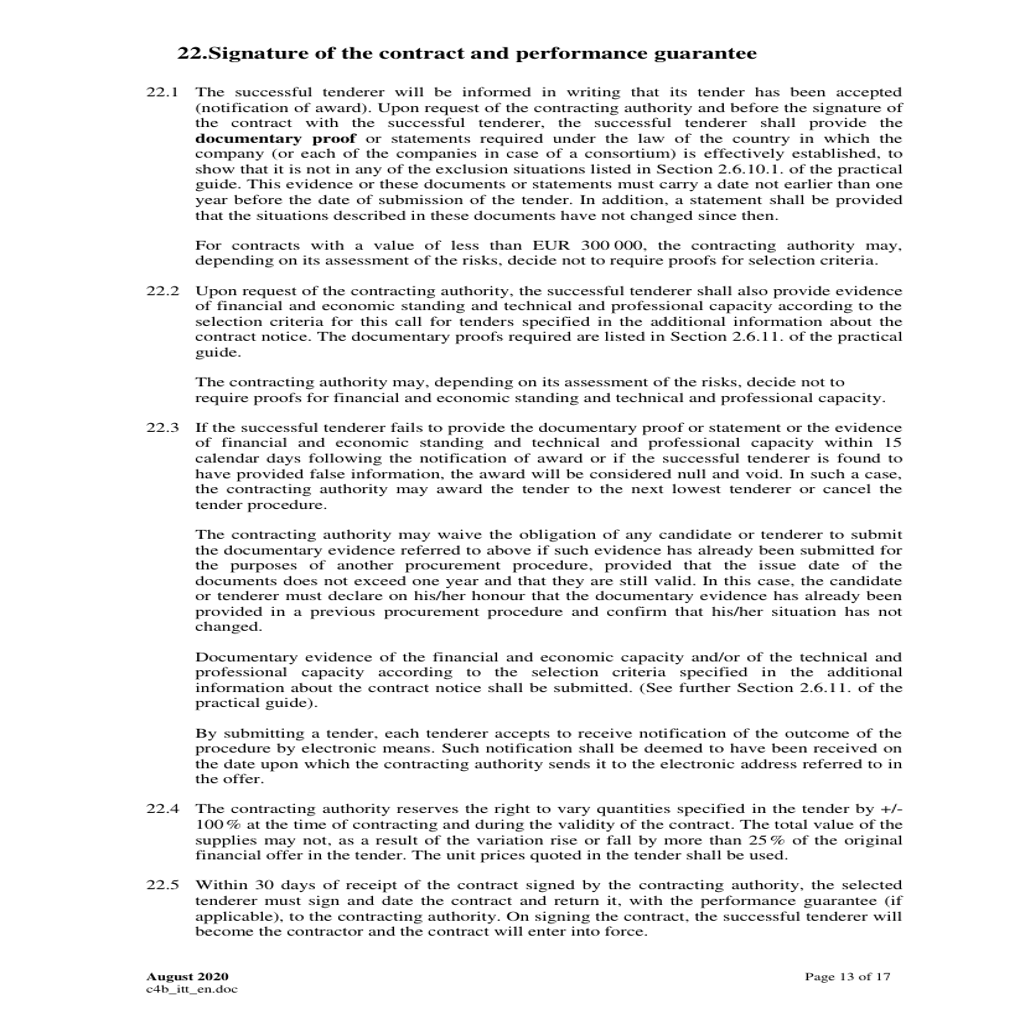 22.Signature of the contract and performance guarantee
22.1 The successful tenderer will be informed in writing that its tender has been accepted
(notification of award). Upon request of the contracting authority and before the signature of
the contract with the successful tenderer, the successful tenderer shall provide the
documentary proof or statements required under the law of the country in which the
company (or each of the companies in case of a consortium) is effectively established, to
show that it is not in any of the exclusion situations listed in Section 2.6.10.1. of the practical
guide. This evidence or these documents or statements must carry a date not earlier than one
year before the date of submission of the tender. In addition, a statement shall be provided
that the situations described in these documents have not changed since then.
For contracts with a value of less than EUR 300 000, the contracting authority may,
depending on its assessment of the risks, decide not to require proofs for selection criteria.
22.2 Upon request of the contracting authority, the successful tenderer shall also provide evidence
of financial and economic standing and technical and professional capacity according to the
selection criteria for this call for tenders specified in the additional information about the
contract notice. The documentary proofs required are listed in Section 2.6.11. of the practical
guide.
The contracting authority may, depending on its assessment of the risks, decide not to
require proofs for financial and economic standing and technical and professional capacity.
22.3 If the successful tenderer fails to provide the documentary proof or statement or the evidence
of financial and economic standing and technical and professional capacity within 15
calendar days following the notification of award or if the successful tenderer is found to
have provided false information, the award will be considered null and void. In such a case,
the contracting authority may award the tender to the next lowest tenderer or cancel the
tender procedure.
The contracting authority may waive the obligation of any candidate or tenderer to submit
the documentary evidence referred to above if such evidence has already been submitted for
the purposes of another procurement procedure, provided that the issue date of the
documents does not exceed one year and that they are still valid. In this case, the candidate
or tenderer must declare on his/her honour that the documentary evidence has already been
provided in a previous procurement procedure and confirm that his/her situation has not
changed.
Documentary evidence of the financial and economic capacity and/or of the technical and
professional capacity according to the selection criteria specified in the additional
information about the contract notice shall be submitted. (See further Section 2.6.11. of the
practical guide).
By submitting a tender, each tenderer accepts to receive notification of the outcome of the
procedure by electronic means. Such notification shall be deemed to have been received on
the date upon which the contracting authority sends it to the electronic address referred to in
the offer.
22.4 The contracting authority reserves the right to vary quantities specified in the tender by +/-
100 % at the time of contracting and during the validity of the contract. The total value of the
supplies may not, as a result of the variation rise or fall by more than 25 % of the original
financial offer in the tender. The unit prices quoted in the tender shall be used.
22.5 Within 30 days of receipt of the contract signed by the contracting authority, the selected
tenderer must sign and date the contract and return it, with the performance guarantee (if
applicable), to the contracting authority. On signing the contract, the successful tenderer will
become the contractor and the contract will enter into force.
August 2020 Page 13 of 17
c4b_itt_en.doc